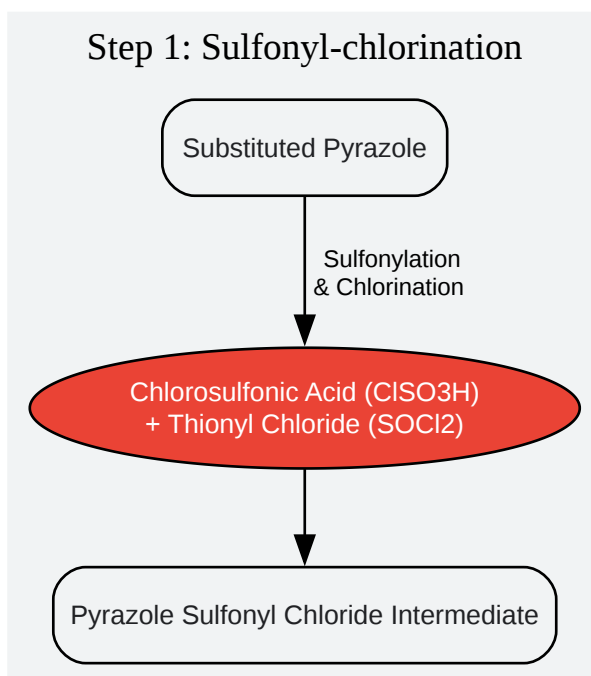 Step 1: Sulfonyl-chlorination
Substituted Pyrazole
Sulfonylation
& Chlorination
Chlorosulfonic Acid (ClSO3H)
+ Thionyl Chloride (SOCl2)
Pyrazole Sulfonyl Chloride Intermediate